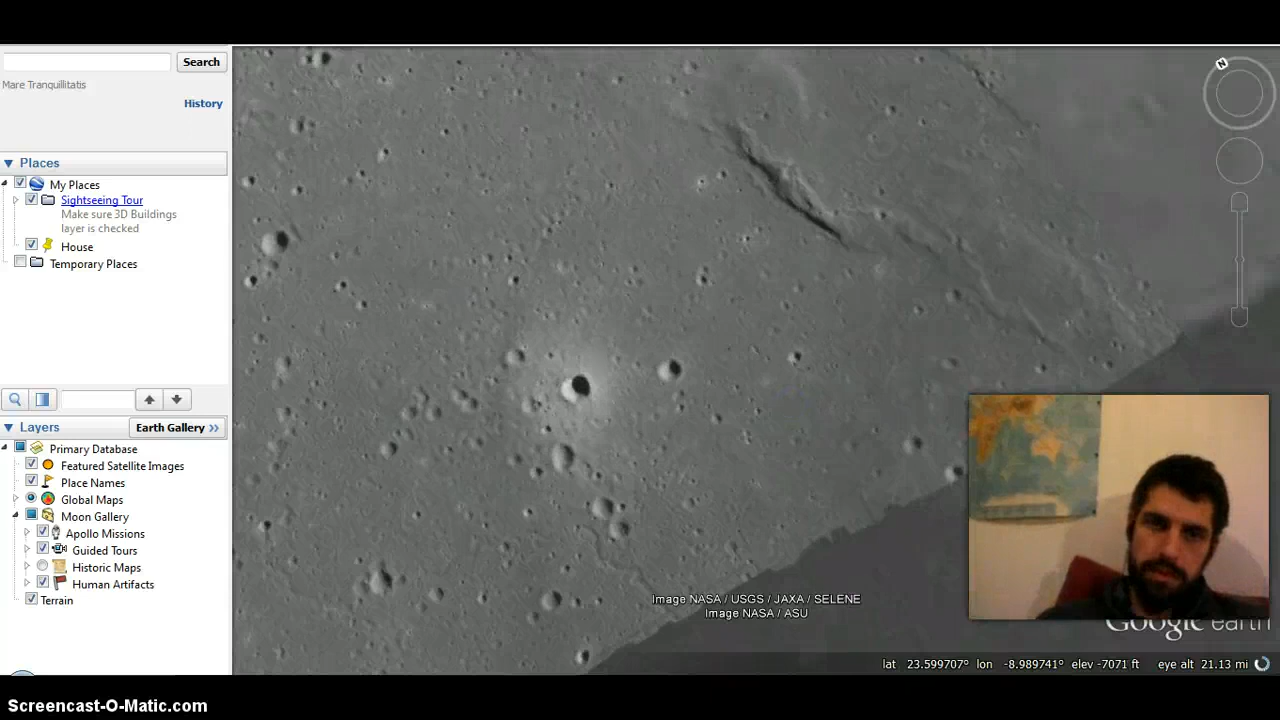 Search
Mare Tranquillitatis
History
Places
My Places
Sightseeing Tour
Make sure 3D Buildings
layer is checked
House
Temporary Places
Layers
Earth Gallery >>
Primary Database
Featured Satellite Images
Place Names
Global Maps
Moon Gallery
Apollo Missions
Guided Tours
Historic Maps
Human Artifacts
Terrain
N
Image NASA / USGS / JAXA / SELENE
Image NASA / ASU
Google earth
lat 23.599707° lon -8.989741° elev -7071 ft eye alt 21.13 mi
Screencast-O-Matic.com